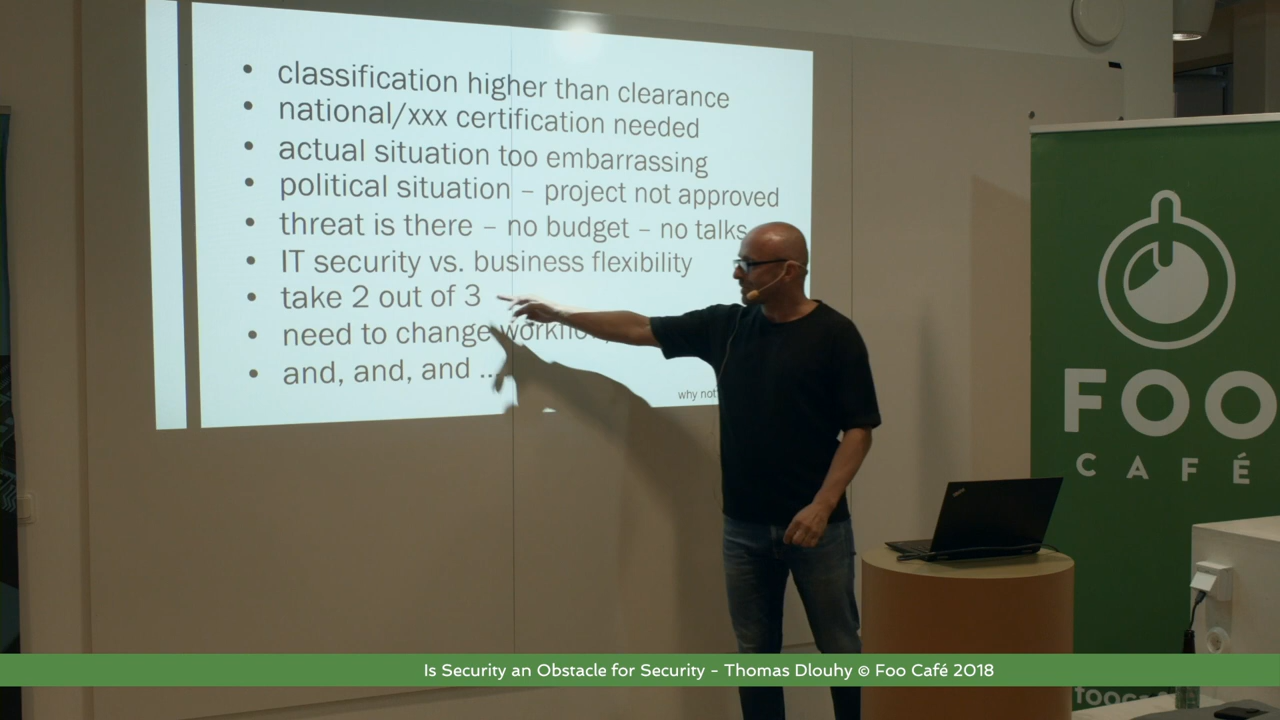 • classification higher than clearance
• national/xxx certification needed
• actual situation too embarrassing
• political situation – project not approved
• threat is there – no budget – no talks
• IT security vs. business flexibility
• take 2 out of 3
• need to change workflow
• and, and, and ...
why not
FOO
CAFÉ
Is Security an Obstacle for Security - Thomas Dlouhy © Foo Café 2018